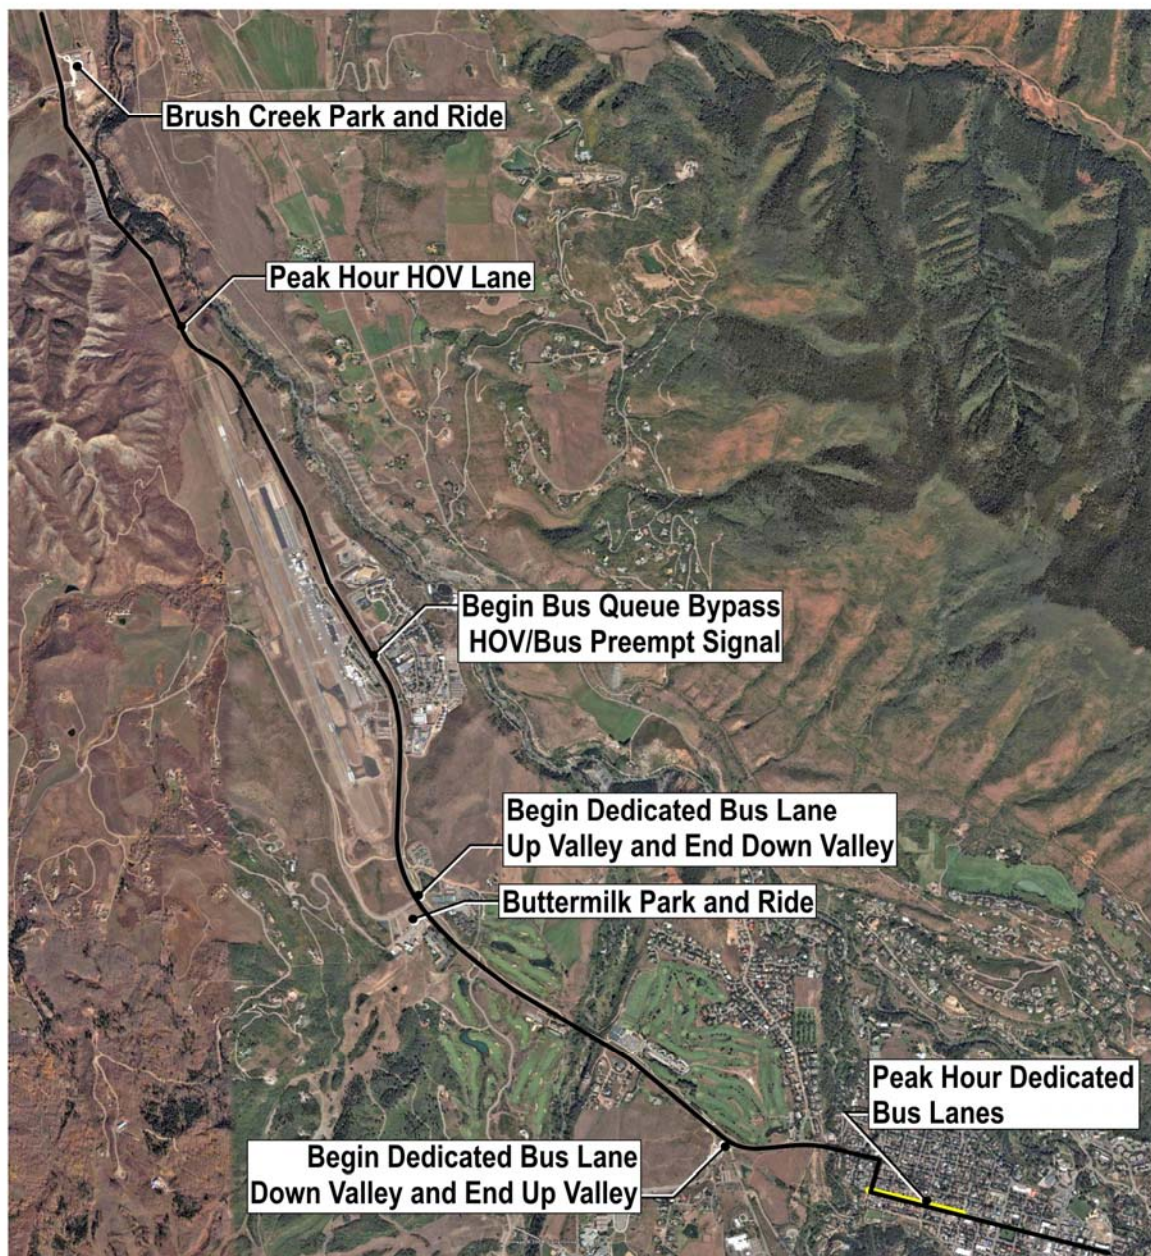 Brush Creek Park and Ride
Peak Hour HOV Lane
Begin Bus Queue Bypass
HOV/Bus Preempt Signal
Begin Dedicated Bus Lane
Up Valley and End Down Valley
Buttermilk Park and Ride
Peak Hour Dedicated
Bus Lanes
Begin Dedicated Bus Lane
Down Valley and End Up Valley